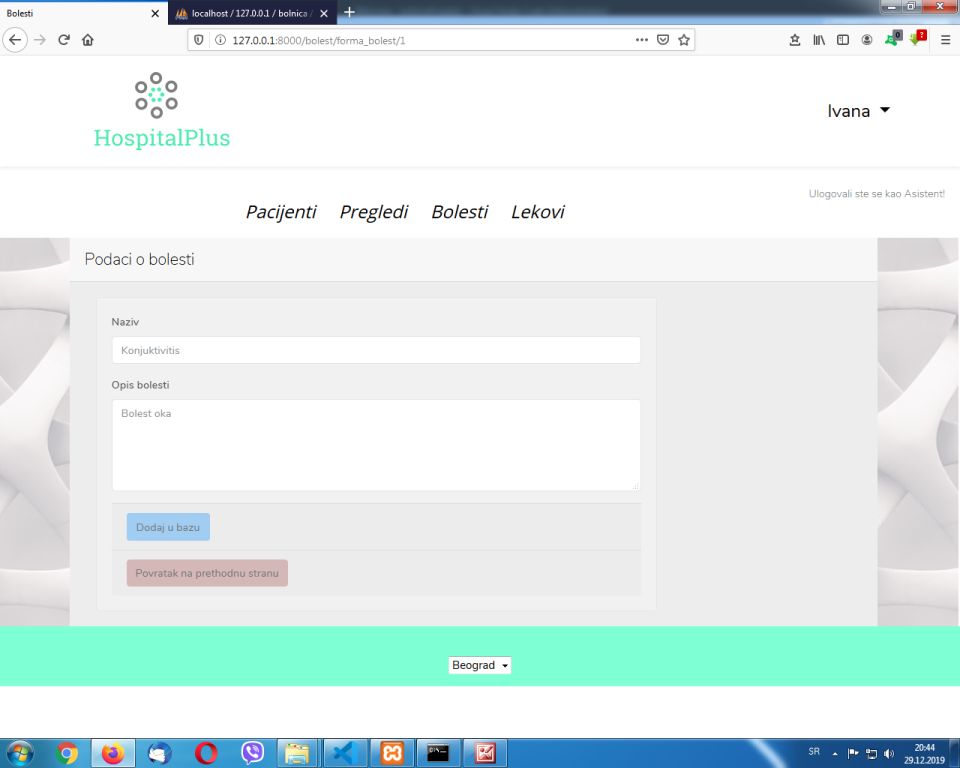 Bolesti
localhost / 127.0.0.1 / bolnica /
127.0.0.1:8000/bolest/forma_bolest/1
0
?
HospitalPlus
Ivana
Ulogovali ste se kao Asistent!
Pacijenti Pregledi Bolesti Lekovi
Podaci o bolesti
Naziv
Konjuktivitis
Opis bolesti
Bolest oka
Dodaj u bazu
Povratak na prethodnu stranu
Beograd
SR
20:44
29.12.2019